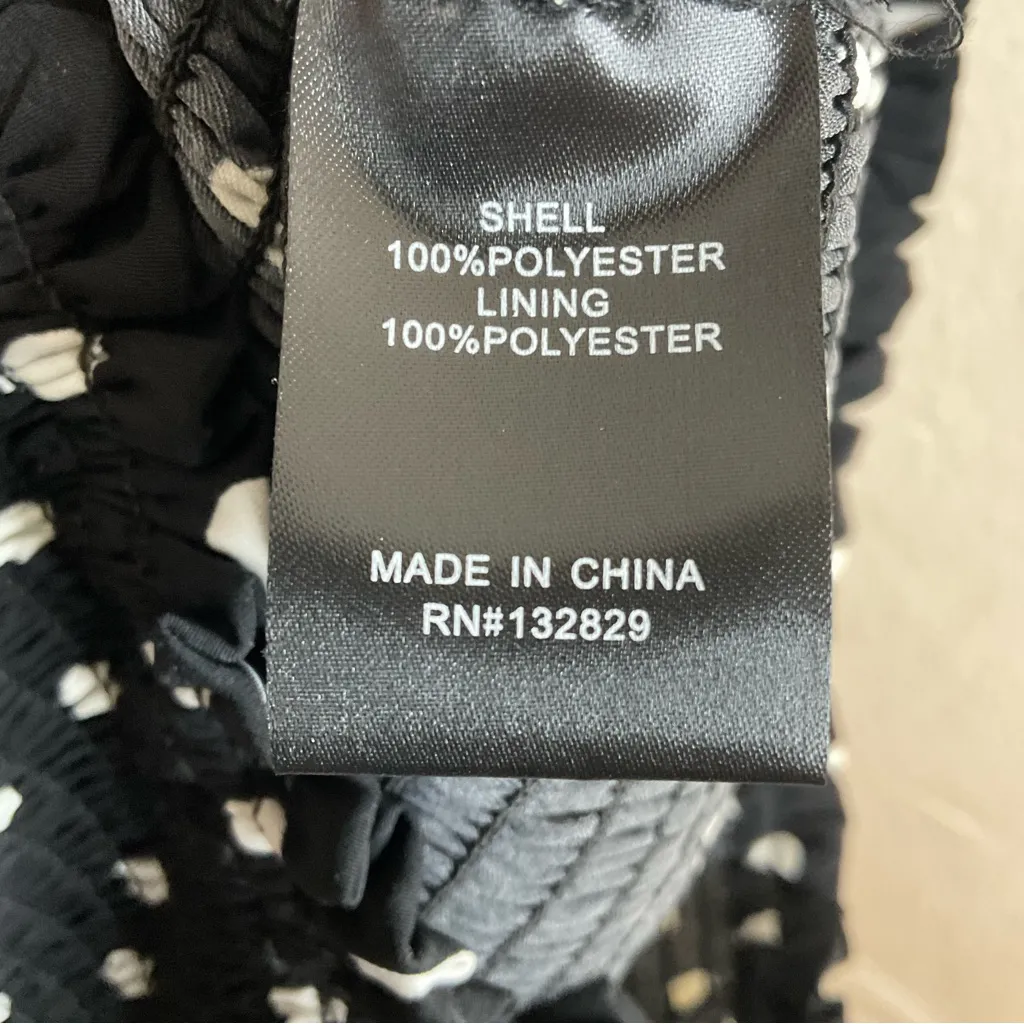 SHELL
100%POLYESTER
LINING
100%POLYESTER
MADE IN CHINA
RN#132829